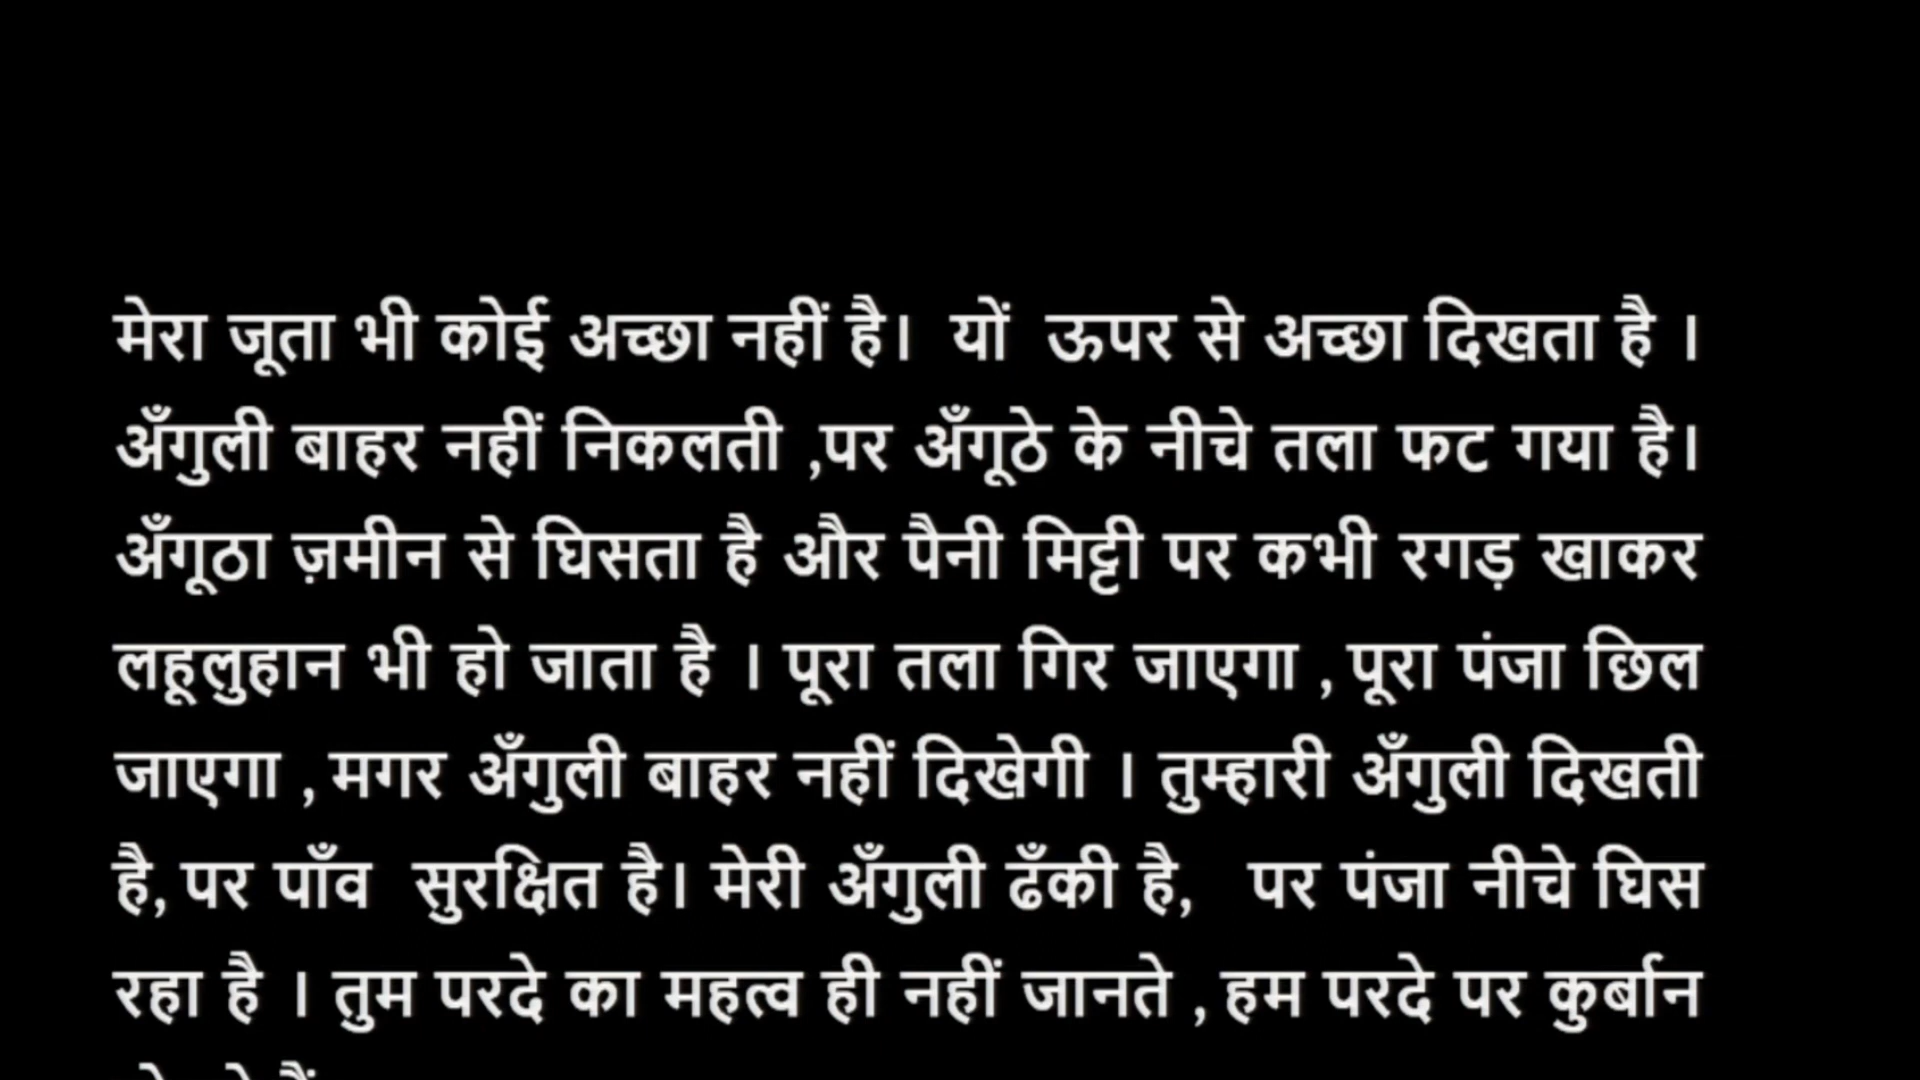 मेरा जूता भी कोई अच्छा नहीं है। यों ऊपर से अच्छा दिखता है ।
अँगुली बाहर नहीं निकलती ,पर अँगूठे के नीचे तला फट गया है।
अँगूठा ज़मीन से घिसता है और पैनी मिट्टी पर कभी रगड़ खाकर
लहूलुहान भी हो जाता है । पूरा तला गिर जाएगा , पूरा पंजा छिल
जाएगा , मगर अँगुली बाहर नहीं दिखेगी । तुम्हारी अँगुली दिखती
है, पर पाँव सुरक्षित है। मेरी अँगुली ढँकी है, पर पंजा नीचे घिस
रहा है । तुम परदे का महत्व ही नहीं जानते , हम परदे पर कुर्बान